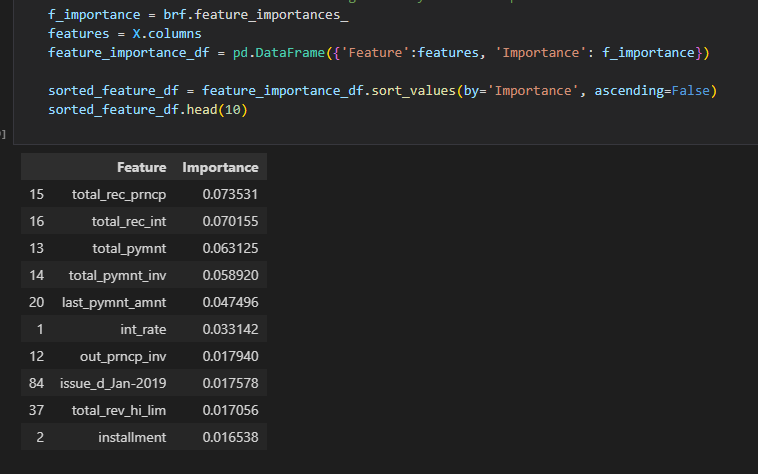 f_importance = brf.feature_importances_
features = X.columns
feature_importance_df = pd.DataFrame({'Feature':features, 'Importance': f_importance})
sorted_feature_df = feature_importance_df.sort_values(by='Importance', ascending=False)
sorted_feature_df.head(10)
Feature Importance
15 total_rec_prncp 0.073531
16 total_rec_int 0.070155
13 total_pymnt 0.063125
14 total_pymnt_inv 0.058920
20 last_pymnt_amnt 0.047496
1 int_rate 0.033142
12 out_prncp_inv 0.017940
84 issue_d_Jan-2019 0.017578
37 total_rev_hi_lim 0.017056
2 installment 0.016538